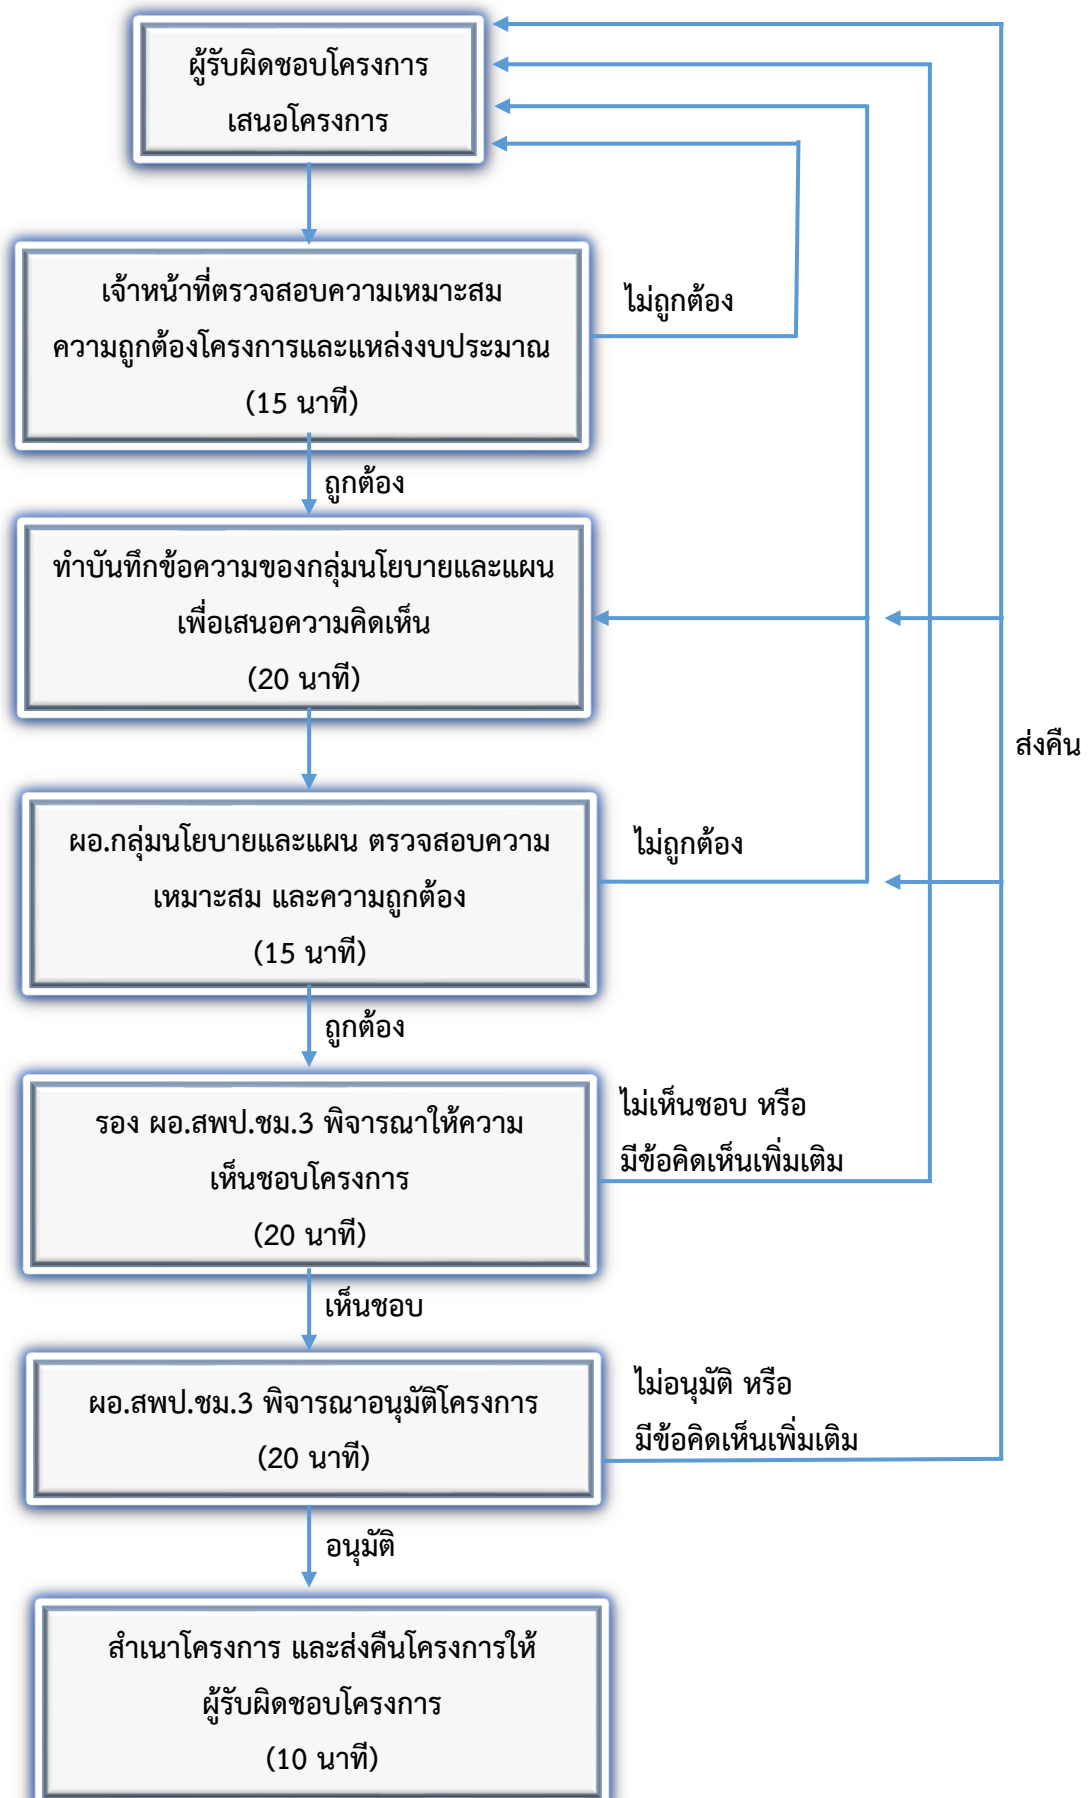 ผู้รับผิดชอบโครงการ
เสนอโครงการ
เจ้าหน้าที่ตรวจสอบความเหมาะสม
ความถูกต้องโครงการและแหล่งงบประมาณ
(15 นาที)
ไม่ถูกต้อง
ถูกต้อง
ทำบันทึกข้อความของกลุ่มนโยบายและแผน
เพื่อเสนอความคิดเห็น
(20 นาที)
ส่งคืน
ผอ.กลุ่มนโยบายและแผน ตรวจสอบความ
เหมาะสม และความถูกต้อง
(15 นาที)
ไม่ถูกต้อง
ถูกต้อง
รอง ผอ.สพป.ชม.3 พิจารณาให้ความ
เห็นชอบโครงการ
(20 นาที)
ไม่เห็นชอบ หรือ
มีข้อคิดเห็นเพิ่มเติม
เห็นชอบ
ผอ.สพป.ชม.3 พิจารณาอนุมัติโครงการ
(20 นาที)
ไม่อนุมัติ หรือ
มีข้อคิดเห็นเพิ่มเติม
อนุมัติ
สำเนาโครงการ และส่งคืนโครงการให้
ผู้รับผิดชอบโครงการ
(10 นาที)